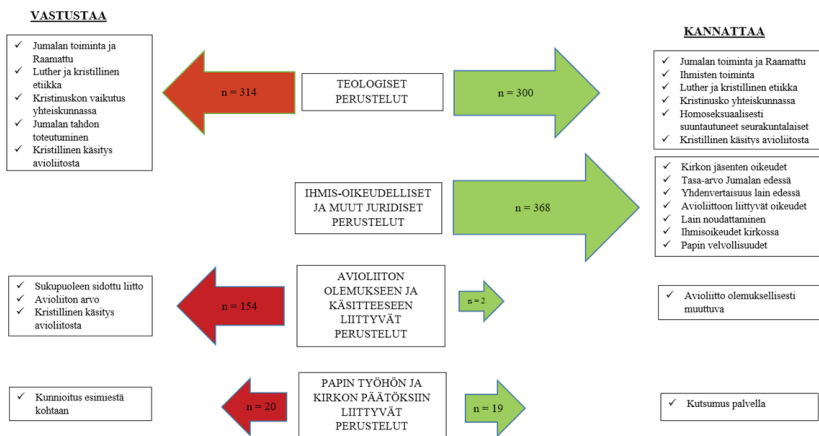 VASTUSTAA
KANNATTAA
✓ Jumalan toiminta ja
Raamattu
✓ Luther ja kristillinen
etiikka
✓ Kristinuskon vaikutus
yhteiskunnassa
✓ Jumalan tahdon
toteutuminen
✓ Kristillinen käsitys
avioliitosta
n = 314
TEOLOGISET
PERUSTELUT
n = 300
✓ Jumalan toiminta ja Raamattu
✓ Ihmisten toiminta
✓ Luther ja kristillinen etiikka
✓ Kristinusko yhteiskunnassa
✓ Homoseksuaalisesti
suuntautuneet seurakuntalaiset
✓ Kristillinen käsitys avioliitosta
IHMIS-OIKEUDELLISET
JA MUUT JURIDISET
PERUSTELUT
n = 368
✓ Kirkon jäsenten oikeudet
✓ Tasa-arvo Jumalan edessä
✓ Yhdenvertaisuus lain edessä
✓ Avioliittoon liittyvät oikeudet
✓ Lain noudattaminen
✓ Ihmisoikeudet kirkossa
✓ Papin velvollisuudet
✓ Sukupuoleen sidottu liitto
✓ Avioliiton arvo
✓ Kristillinen käsitys
avioliitosta
n = 154
AVIOLIITON
OLEMUKSEEN JA
KÄSITTEESEEN
LIITTYVÄT
PERUSTELUT
n = 2
✓ Avioliitto olemuksellisesti
muuttuva
✓ Kunnioitus esimiestä
kohtaan
n = 20
PAPIN TYÖHÖN JA
KIRKON PÄÄTÖKSIIN
LIITTYVÄT
PERUSTELUT
n = 19
✓ Kutsumus palvella